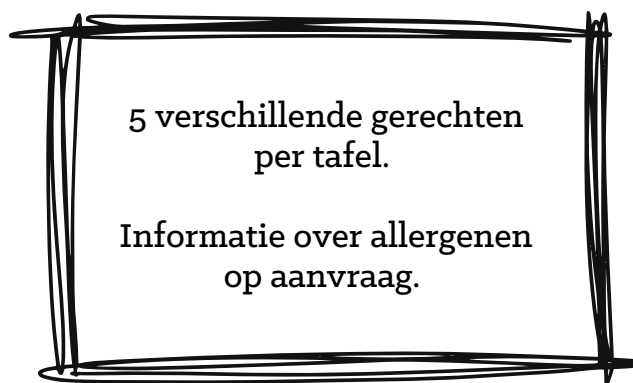 5 verschillende gerechten
per tafel.
Informatie over allergenen
op aanvraag.